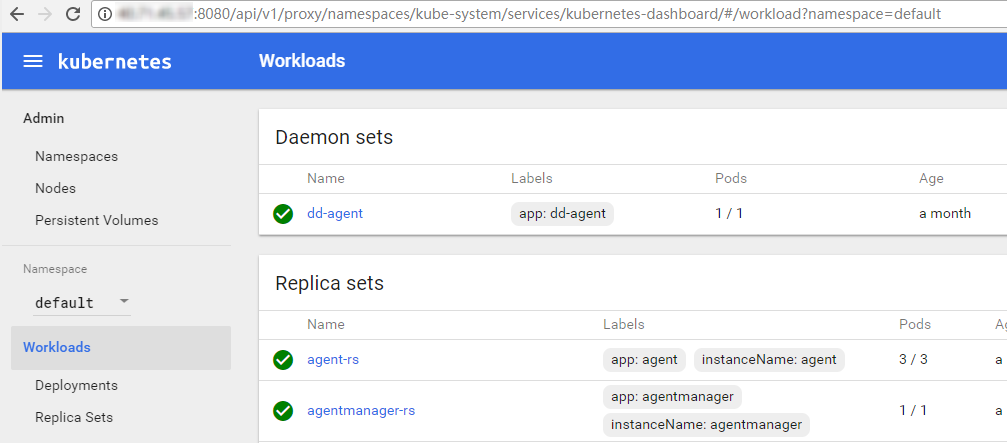 :8080/api/v1/proxy/namespaces/kube-system/services/kubernetes-dashboard/#/workload?namespace=default
kubernetes
Workloads
Admin
Namespaces
Nodes
Persistent Volumes
Namespace
default
Workloads
Deployments
Replica Sets
Daemon sets
Name Labels Pods Age
dd-agent app: dd-agent 1 / 1 a month
Replica sets
Name Labels Pods
agent-rs app: agent instanceName: agent 3 / 3 a
agentmanager-rs app: agentmanager 1 / 1 a
instanceName: agentmanager